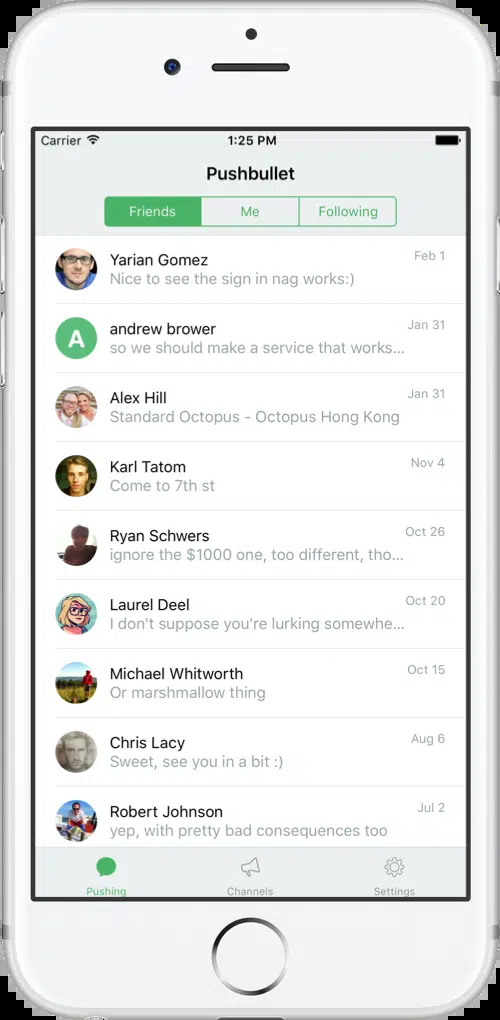 Carrier 1:25 PM
Pushbullet
Friends Me Following
Yarian Gomez Feb 1
Nice to see the sign in nag works:)
A andrew brower Jan 31
so we should make a service that works...
Alex Hill Jan 31
Standard Octopus - Octopus Hong Kong
Karl Tatom Nov 4
Come to 7th st
Ryan Schwers Oct 26
ignore the $1000 one, too different, tho...
Laurel Deel Oct 20
I don't suppose you're lurking somewhe...
Michael Whitworth Oct 15
Or marshmallow thing
Chris Lacy Aug 6
Sweet, see you in a bit :)
Robert Johnson Jul 2
yep, with pretty bad consequences too
Pushing Channels Settings